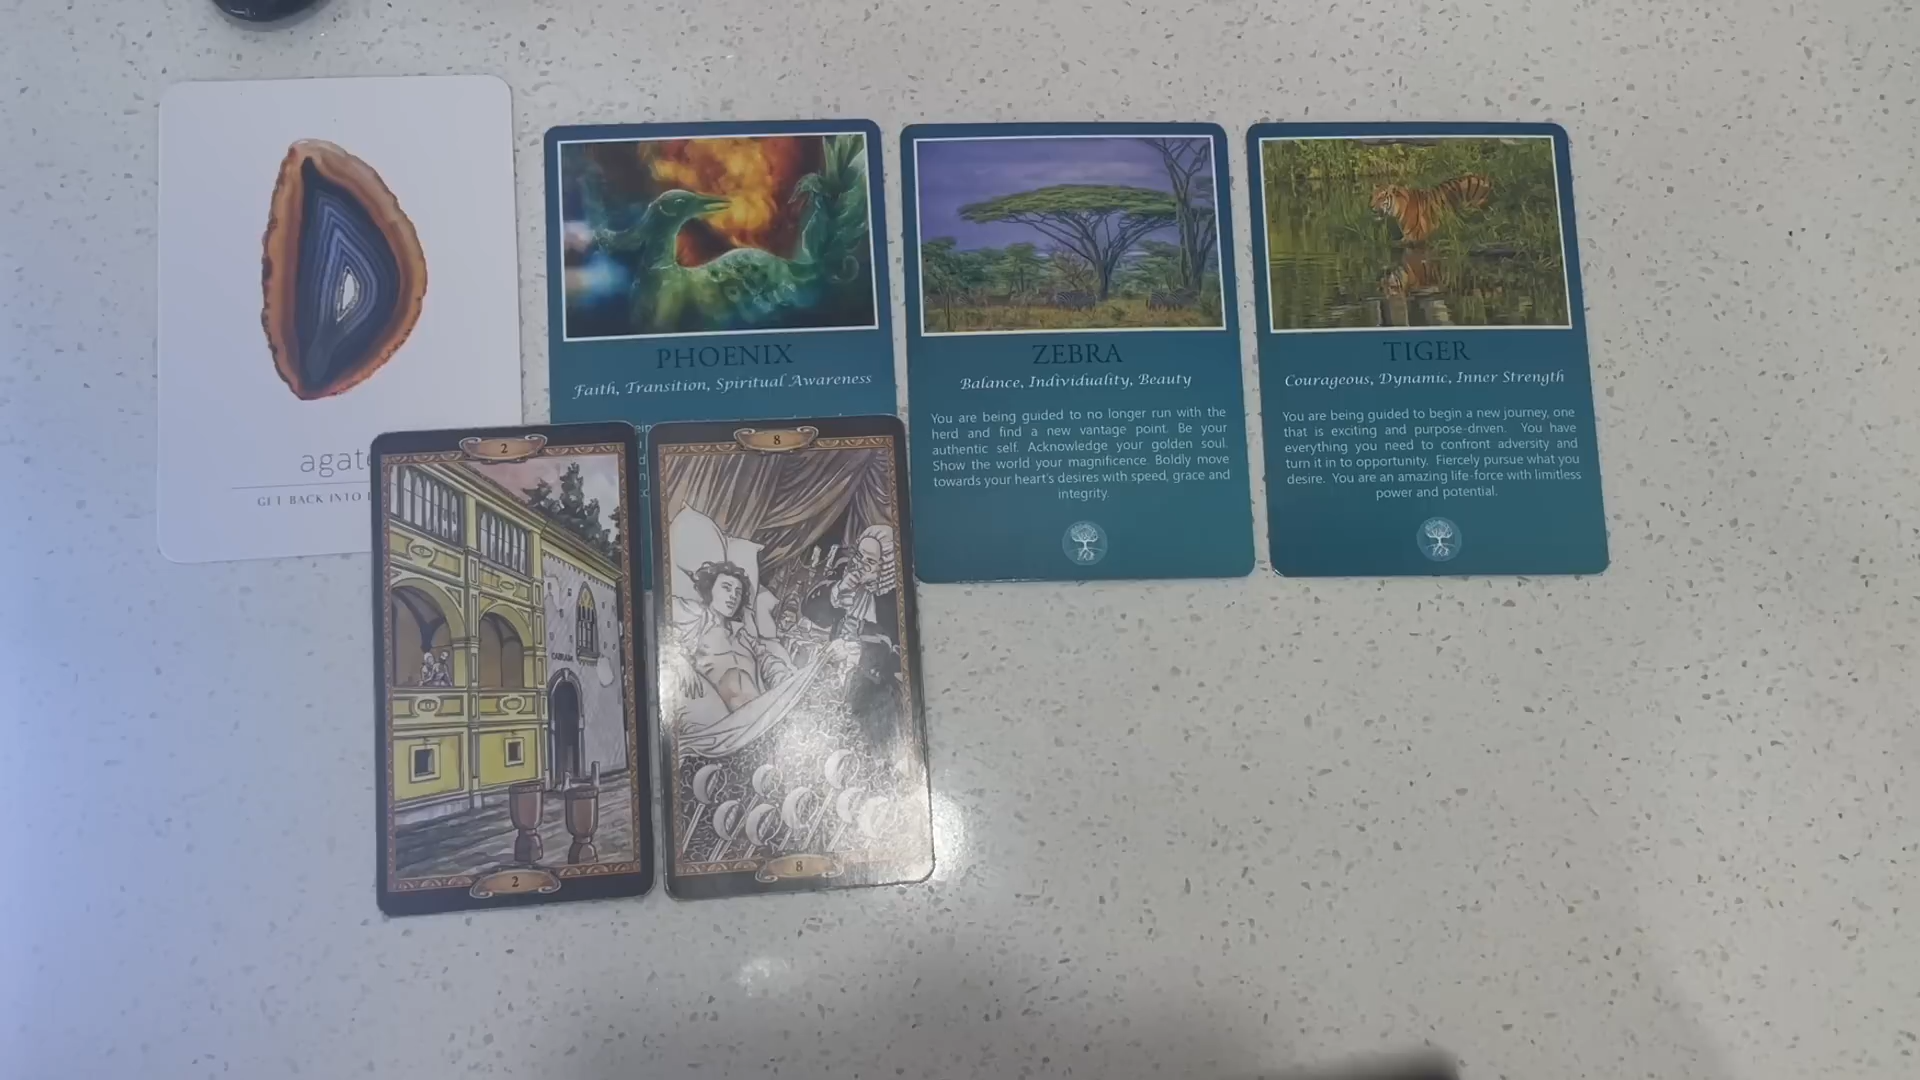 agate
GET BACK INTO
PHOENIX
Faith, Transition, Spiritual Awareness
ZEBRA
Balance, Individuality, Beauty
You are being guided to no longer run with the
herd and find a new vantage point. Be your
authentic self. Acknowledge your golden soul.
Show the world your magnificence. Boldly move
towards your heart's desires with speed, grace and
integrity.
TIGER
Courageous, Dynamic, Inner Strength
You are being guided to begin a new journey, one
that is exciting and purpose-driven. You have
everything you need to confront adversity and
turn it in to opportunity. Fiercely pursue what you
desire. You are an amazing life-force with limitless
power and potential.
2
2
8
8